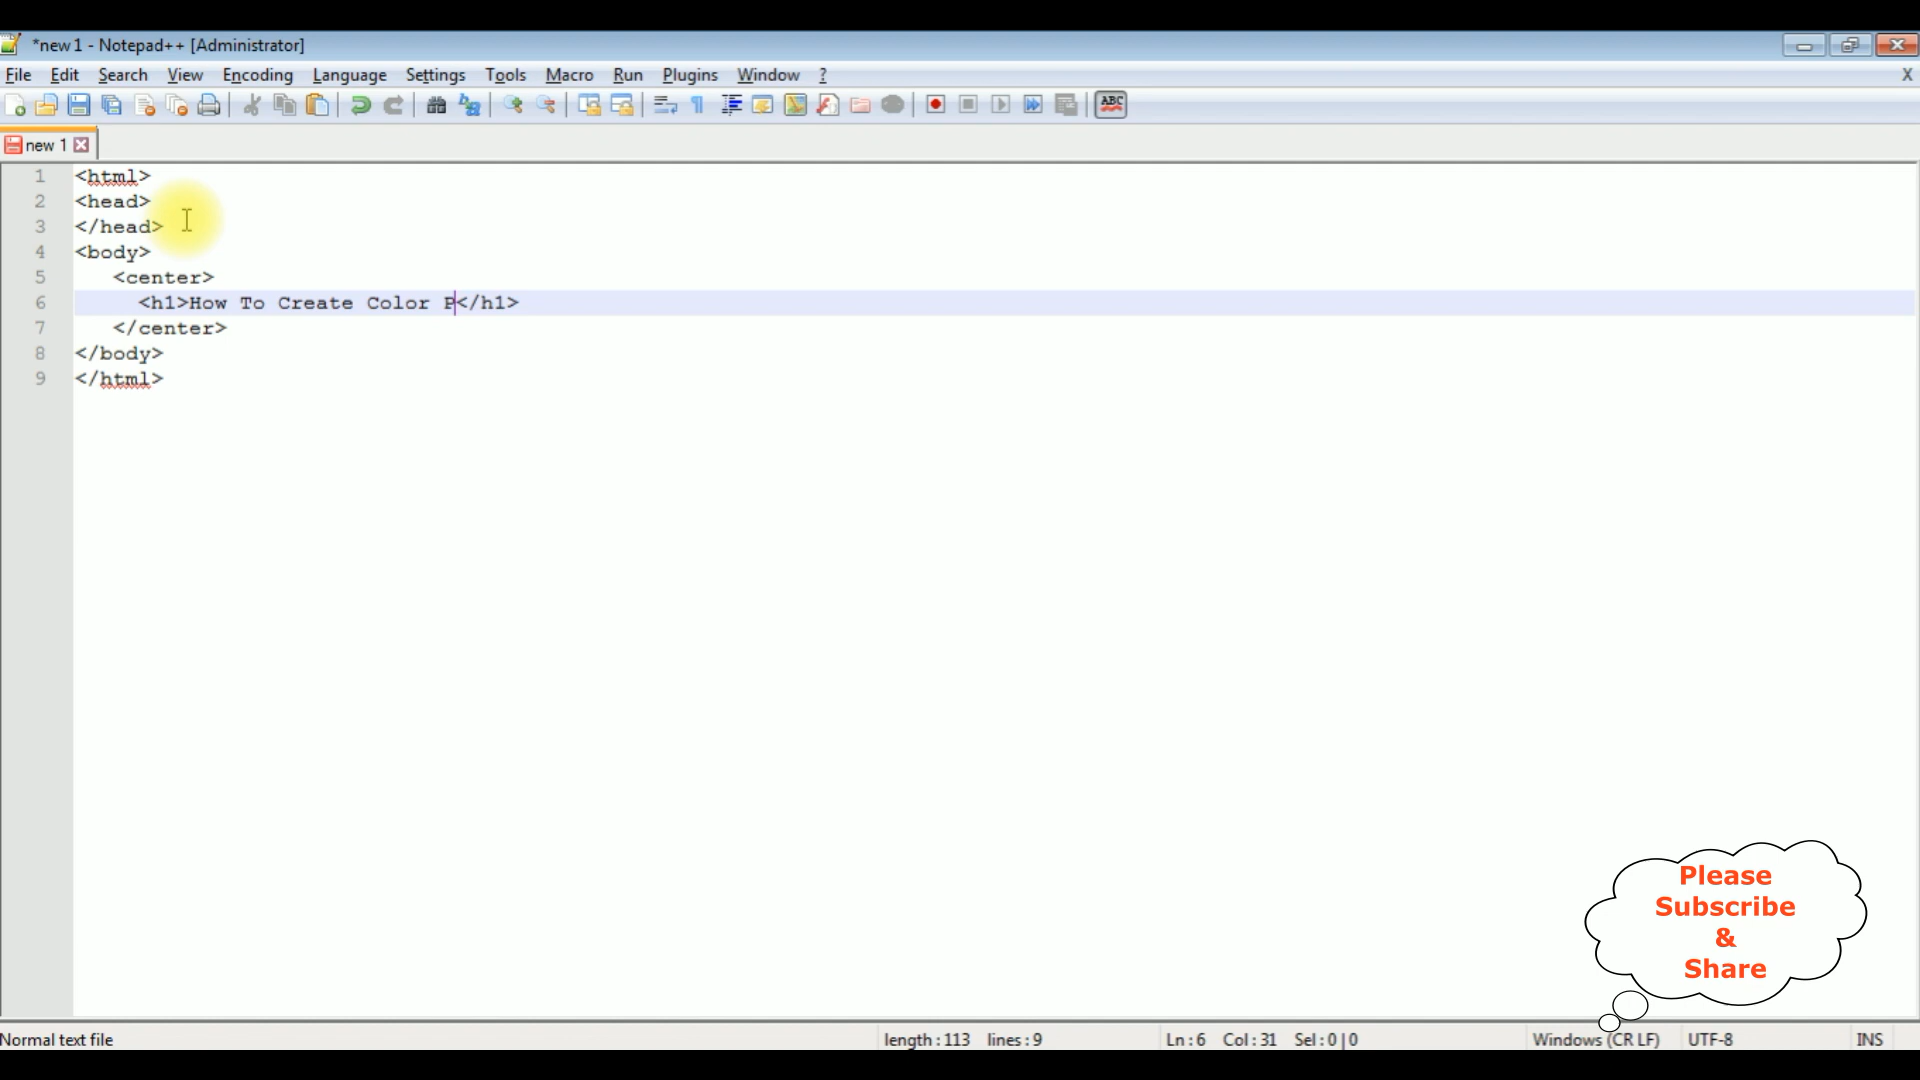 *new 1 - Notepad++ [Administrator]
File Edit Search View Encoding Language Settings Tools Macro Run Plugins Window ? X
ABC
new 1
1 <html>
2 <head>
3 </head>
4 <body>
5 <center>
6 <h1>How To Create Color P</h1>
7 </center>
8 </body>
9 </html>
Please
Subscribe
&
Share
Normal text file length : 113 lines : 9 Ln : 6 Col : 31 Sel : 0 | 0 Windows (CR LF) UTF-8 INS